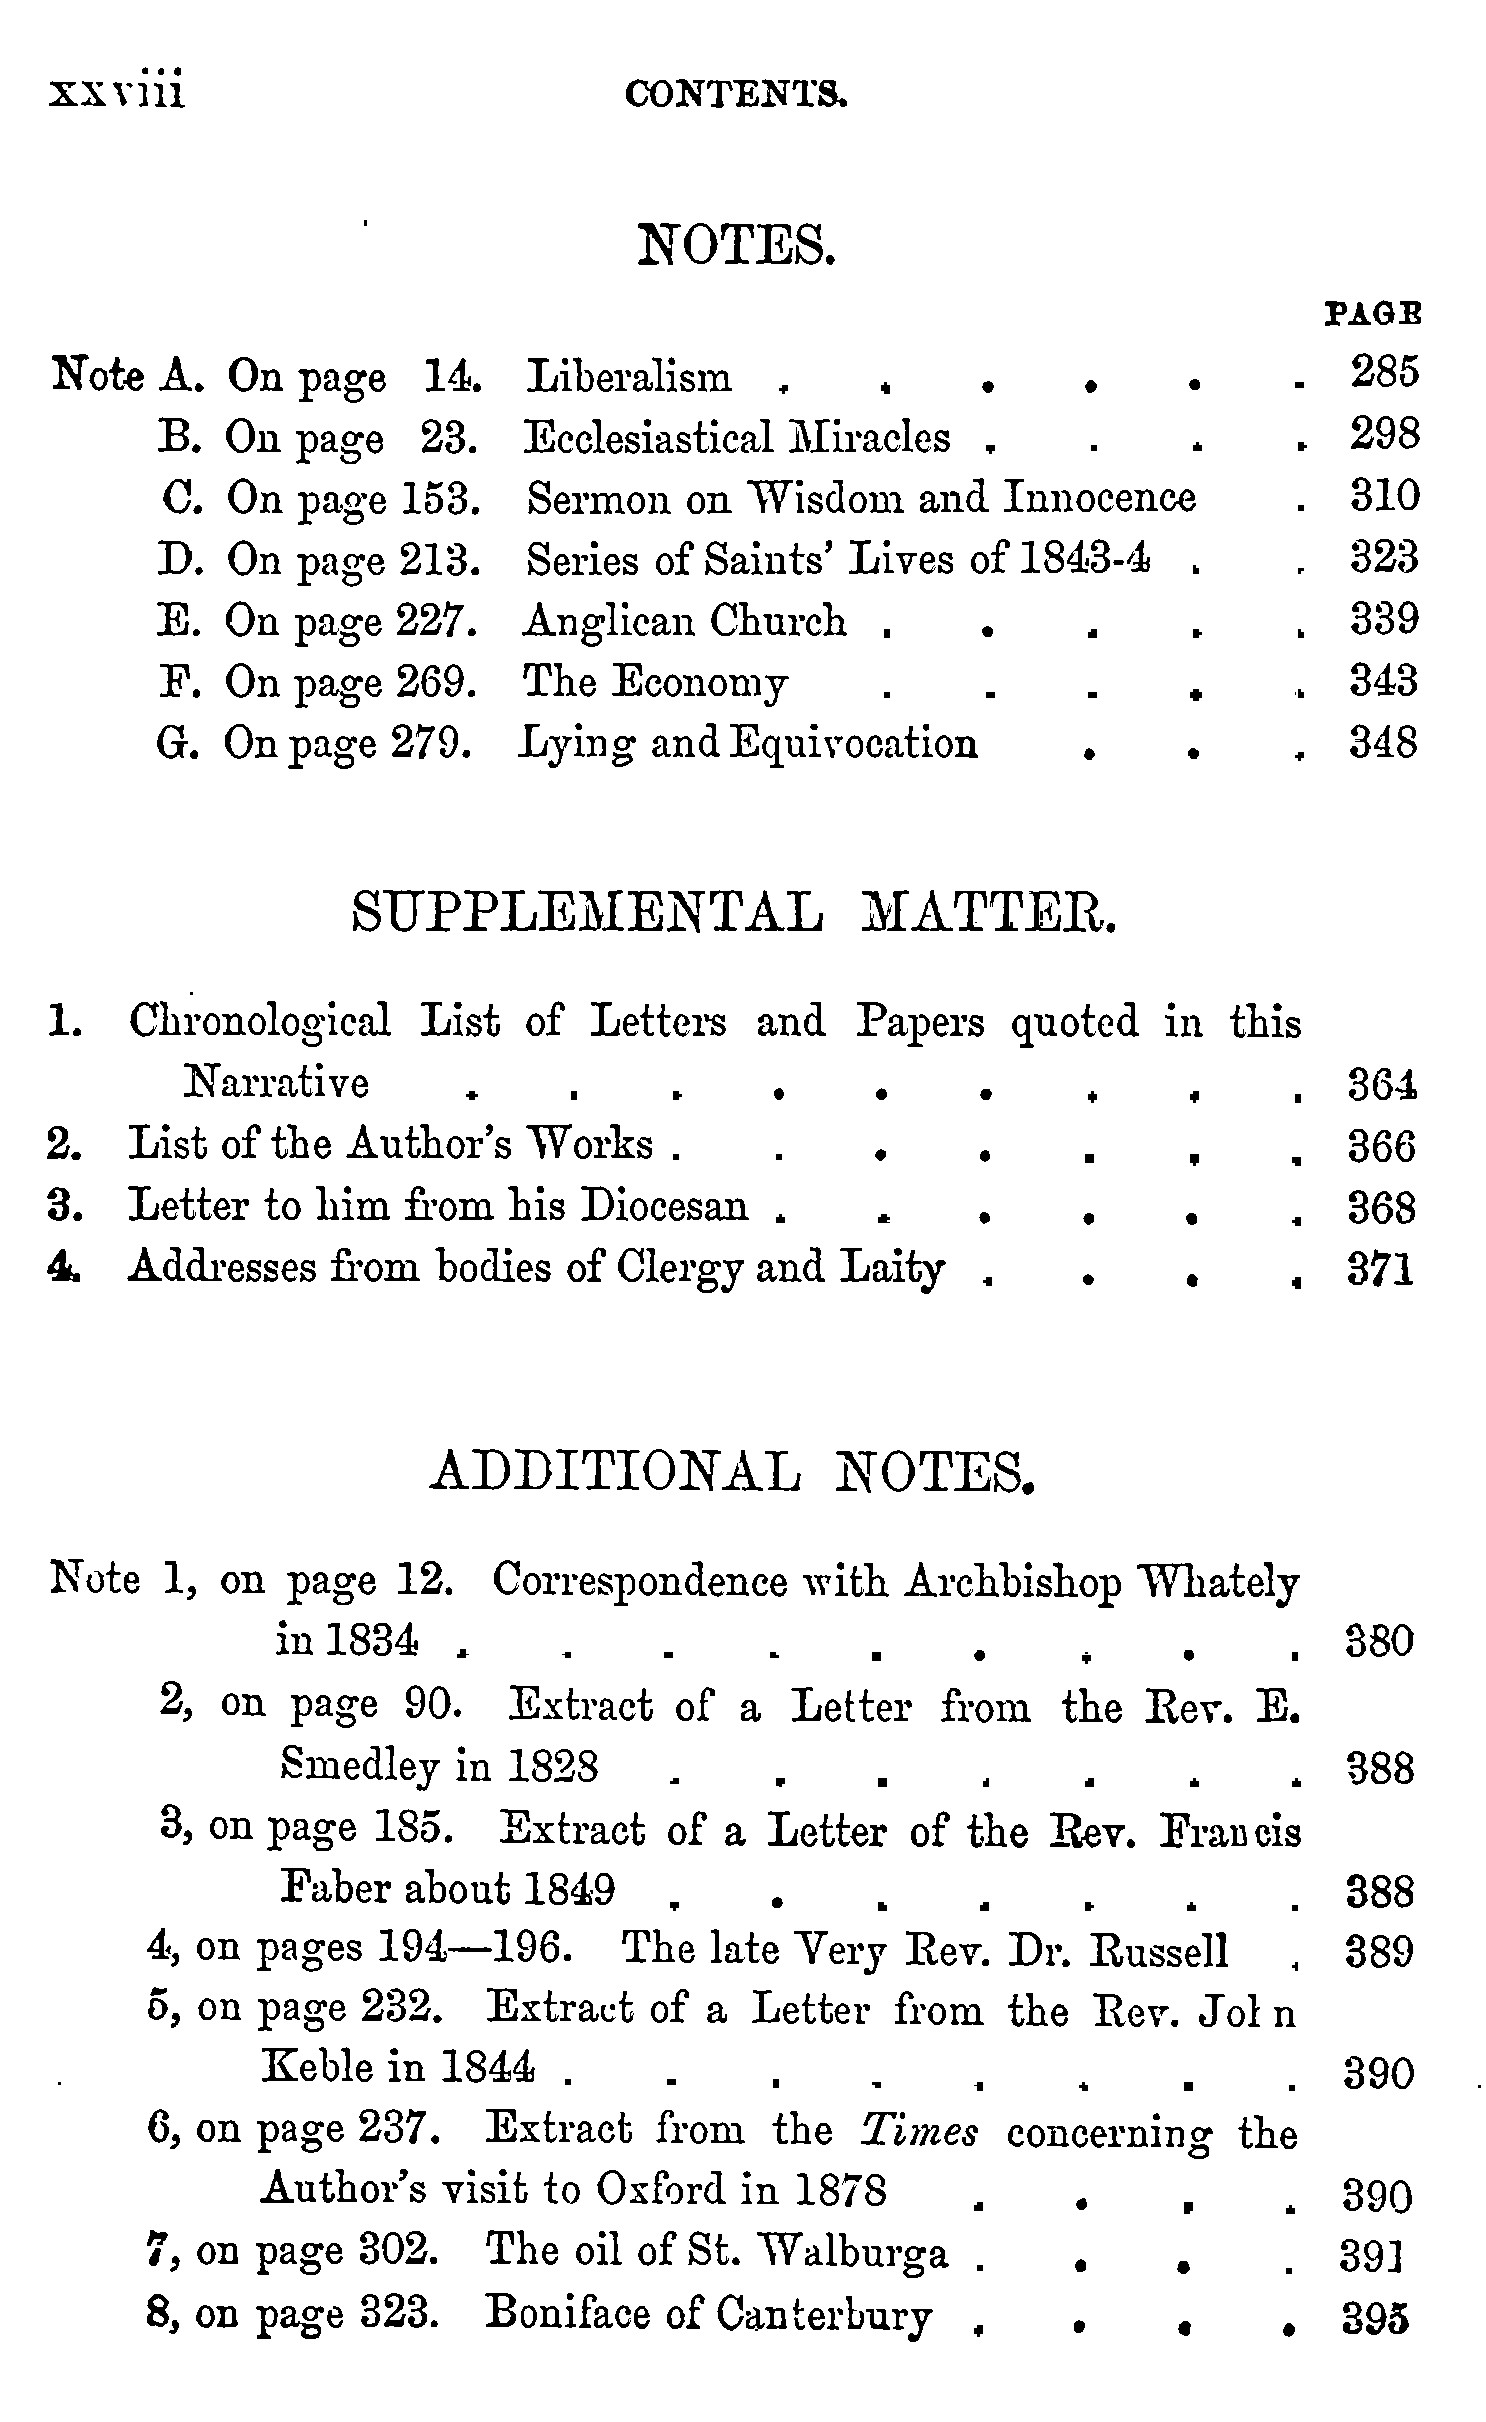 xxviii CONTENTS.
NOTES.
PAGE
Note A. On page 14. Liberalism . . . . . . 285
B. On page 23. Ecclesiastical Miracles . . . . 298
C. On page 153. Sermon on Wisdom and Innocence . 310
D. On page 213. Series of Saints' Lives of 1843-4 . . 323
E. On page 227. Anglican Church . . . . . 339
F. On page 269. The Economy . . . . . 343
G. On page 279. Lying and Equivocation . . . 348
SUPPLEMENTAL MATTER.
1. Chronological List of Letters and Papers quoted in this
Narrative . . . . . . . . . 364
2. List of the Author's Works . . . . . . . 366
3. Letter to him from his Diocesan . . . . . . 368
4. Addresses from bodies of Clergy and Laity . . . . 371
ADDITIONAL NOTES.
Note 1, on page 12. Correspondence with Archbishop Whately
in 1834 . . . . . . . . . 380
2, on page 90. Extract of a Letter from the Rev. E.
Smedley in 1828 . . . . . . . 388
3, on page 185. Extract of a Letter of the Rev. Francis
Faber about 1849 . . . . . . . 388
4, on pages 194—196. The late Very Rev. Dr. Russell . 389
5, on page 232. Extract of a Letter from the Rev. John
Keble in 1844 . . . . . . . . 390
6, on page 237. Extract from the Times concerning the
Author's visit to Oxford in 1878 . . . . 390
7, on page 302. The oil of St. Walburga . . . . 391
8, on page 323. Boniface of Canterbury . . . . 395